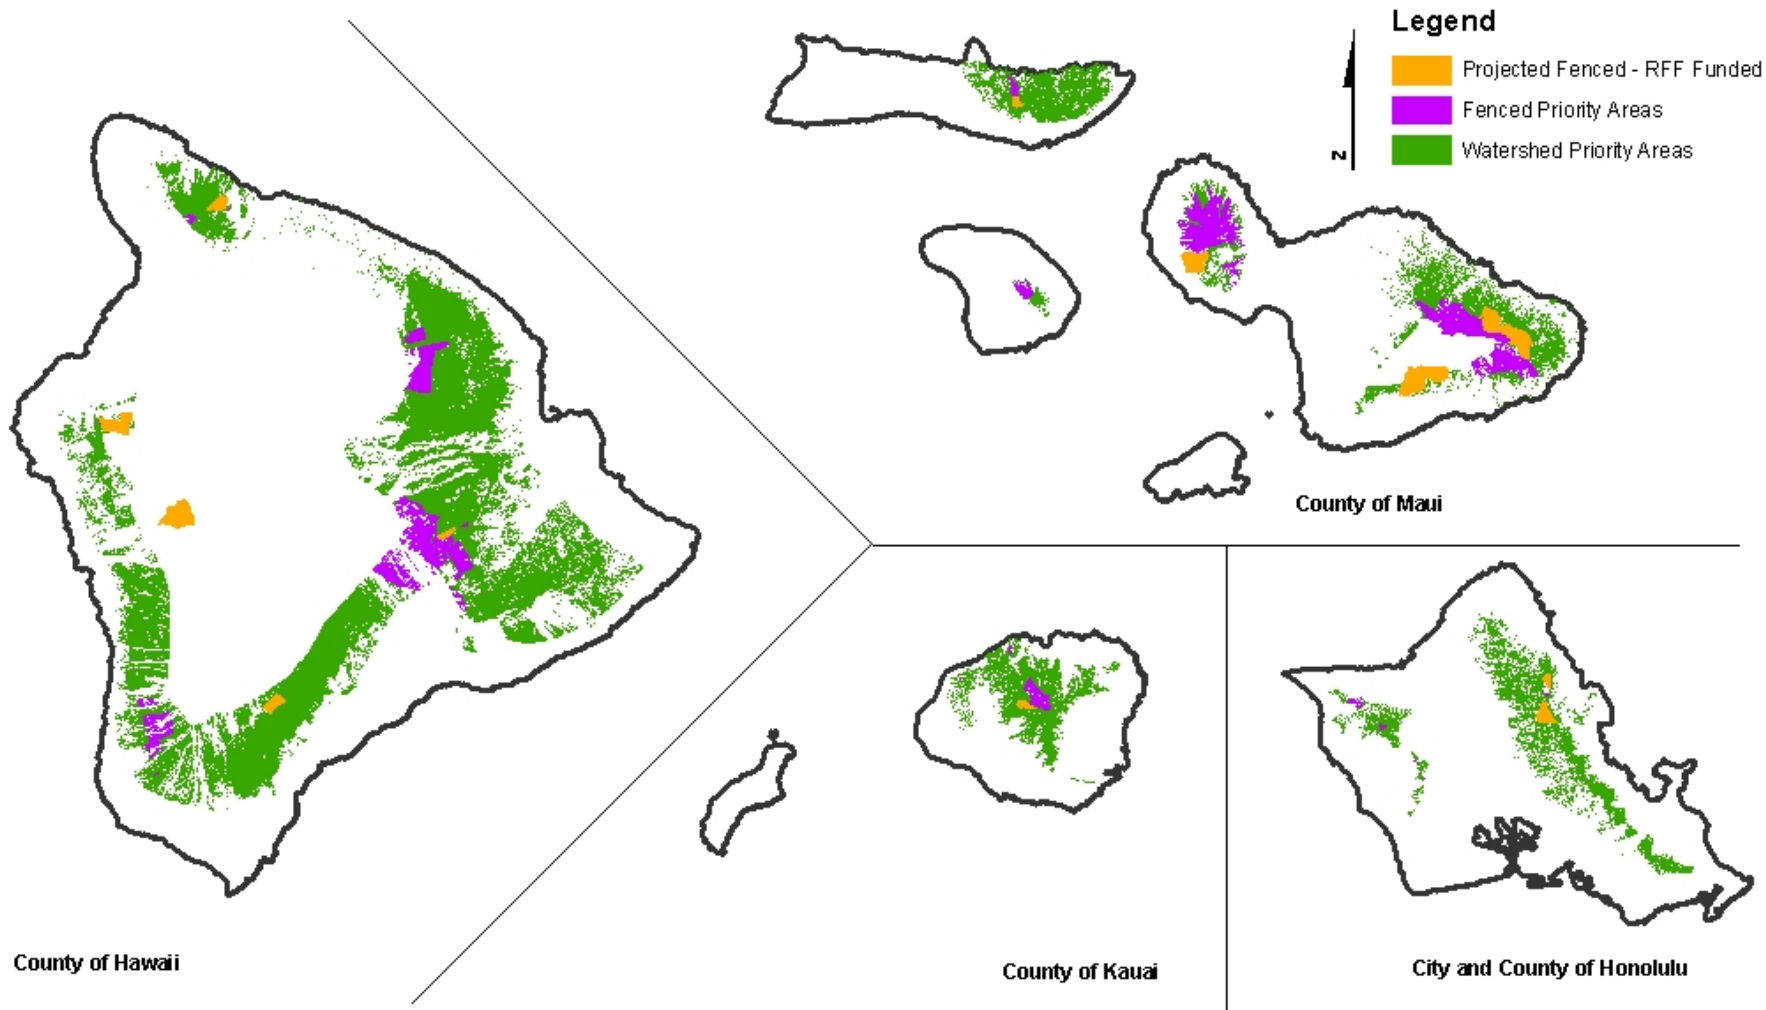 Legend
Projected Fenced - RFF Funded
Fenced Priority Areas
Watershed Priority Areas
N
County of Maui
County of Hawaii
County of Kauai
City and County of Honolulu